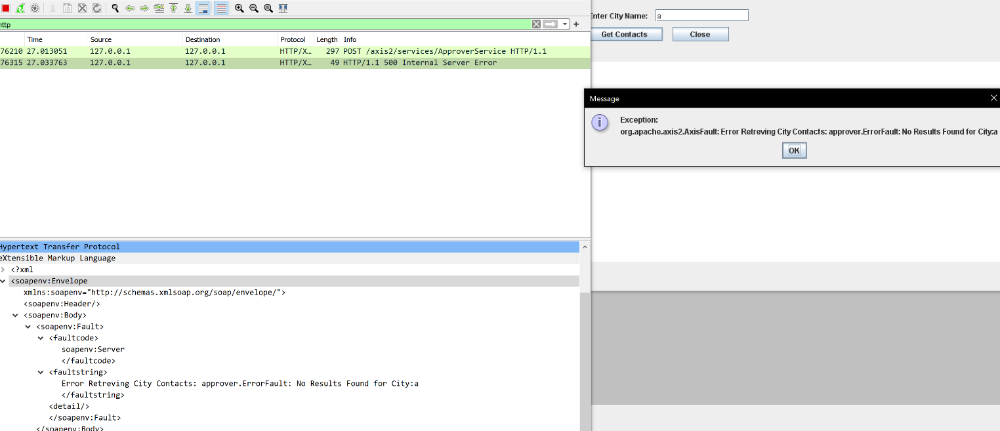 http
+
Time Source Destination Protocol Length Info
76210 27.013051 127.0.0.1 127.0.0.1 HTTP/X... 297 POST /axis2/services/ApproverService HTTP/1.1
76315 27.033763 127.0.0.1 127.0.0.1 HTTP/X... 49 HTTP/1.1 500 Internal Server Error
Hypertext Transfer Protocol
eXtensible Markup Language
<?xml
<soapenv:Envelope
xmlns:soapenv="http://schemas.xmlsoap.org/soap/envelope/">
<soapenv:Header/>
<soapenv:Body>
<soapenv:Fault>
<faultcode>
soapenv:Server
</faultcode>
<faultstring>
Error Retreving City Contacts: approver.ErrorFault: No Results Found for City:a
</faultstring>
<detail/>
</soapenv:Fault>
</soapenv:Body>
Enter City Name: a
Get Contacts Close
Message
Exception:
org.apache.axis2.AxisFault: Error Retreving City Contacts: approver.ErrorFault: No Results Found for City:a
OK